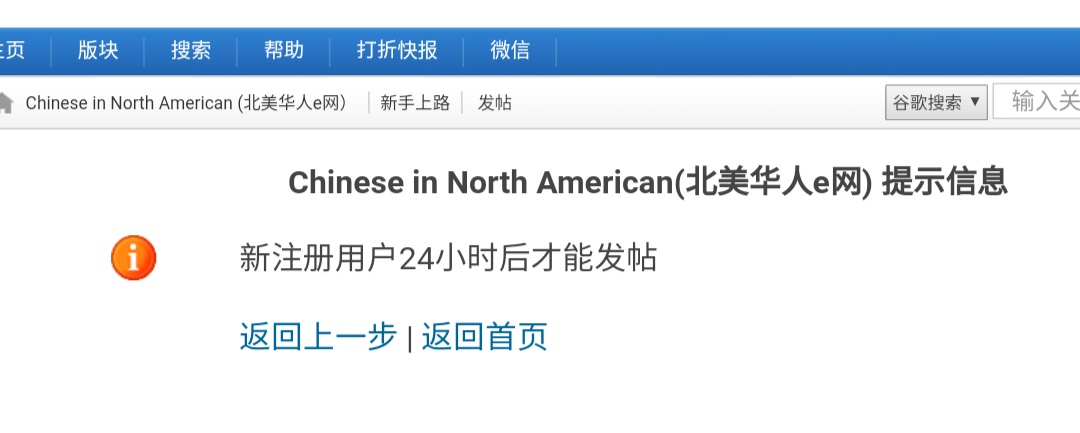 主页 版块 搜索 帮助 打折快报 微信
Chinese in North American (北美华人e网) 新手上路 发帖 谷歌搜索 ▼ 输入关
Chinese in North American(北美华人e网) 提示信息
新注册用户24小时后才能发帖
返回上一步 | 返回首页